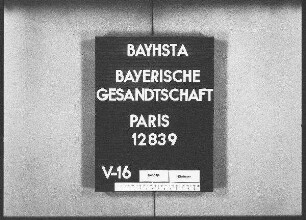 BAYHSTA
BAYERISCHE
GESANDTSCHAFT
PARIS
12839
V-16